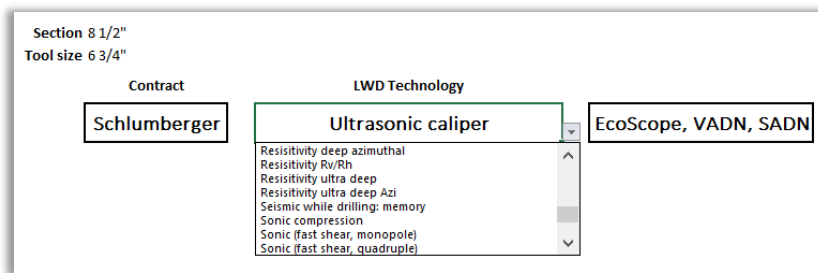 Section 8 1/2"
Tool size 6 3/4"
Contract LWD Technology
Schlumberger Ultrasonic caliper EcoScope, VADN, SADN
Resisitivity deep azimuthal
Resisitivity Rv/Rh
Resisitivity ultra deep
Resisitivity ultra deep Azi
Seismic while drilling: memory
Sonic compression
Sonic (fast shear, monopole)
Sonic (fast shear, quadruple)